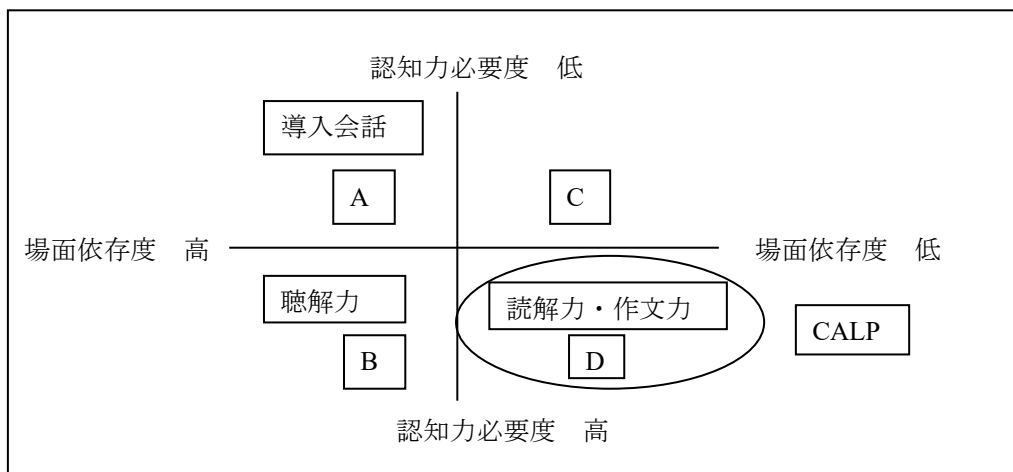 認知力必要度　低
導入会話
A
C
場面依存度　高
場面依存度　低
聴解力
読解力・作文力
CALP
B
D
認知力必要度　高